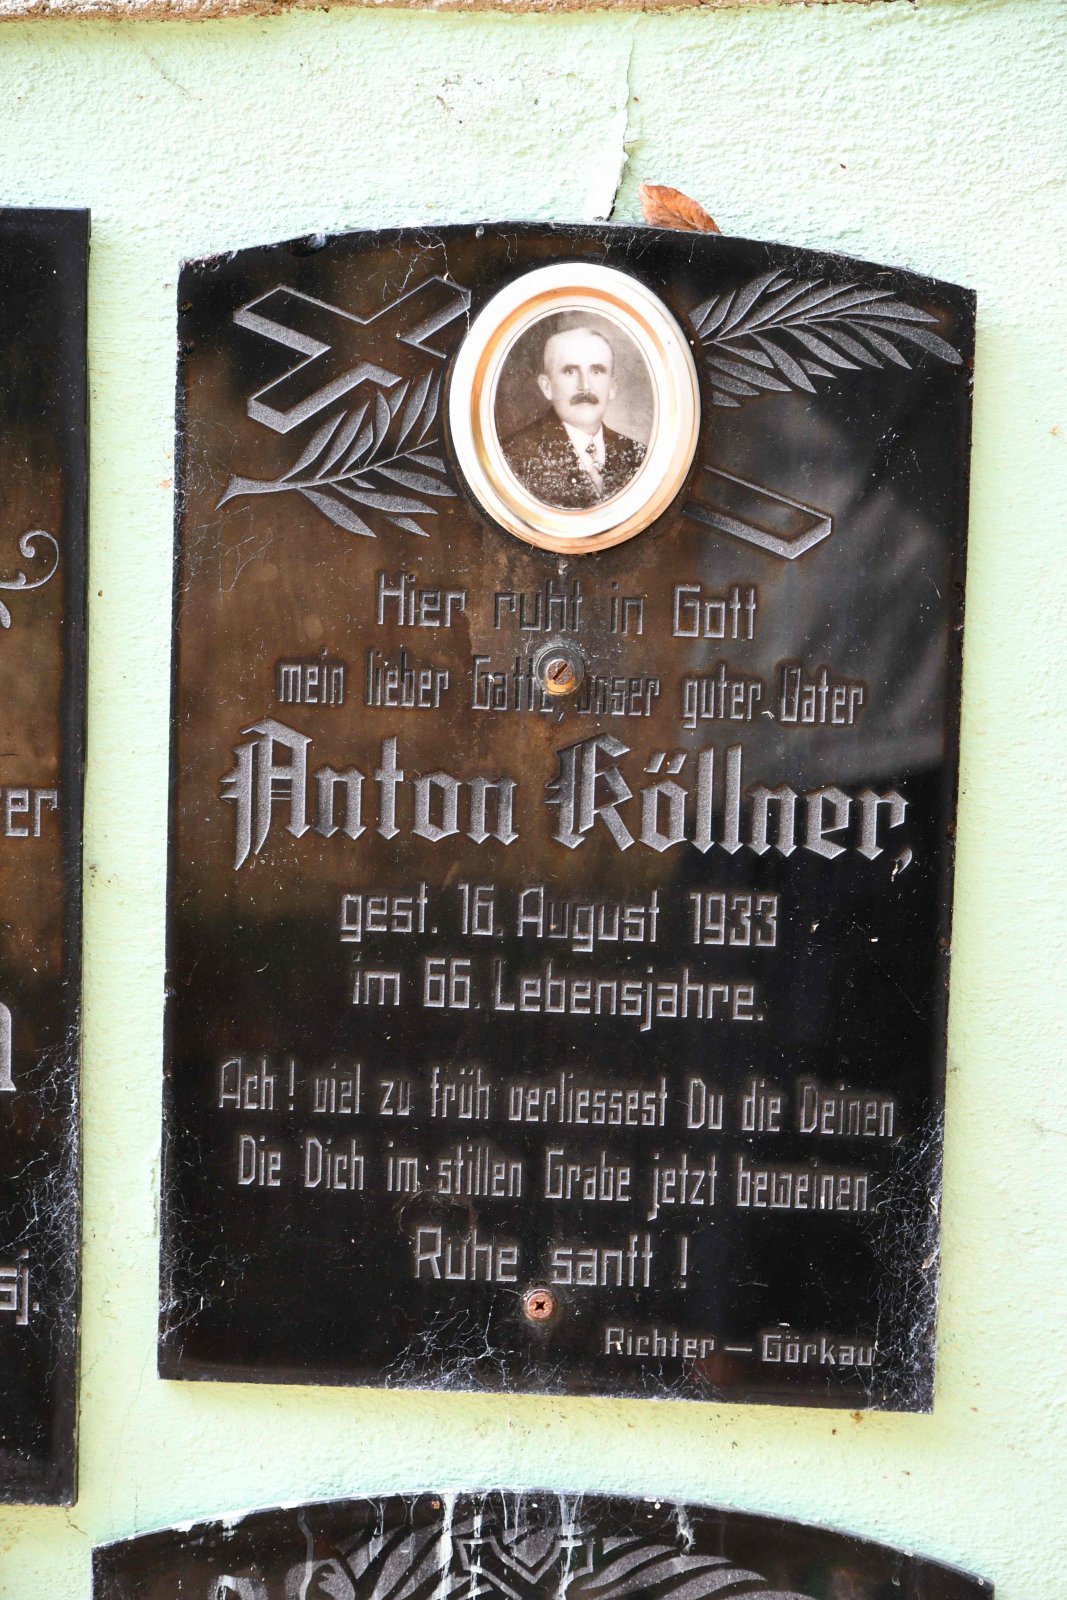 Hier ruht in Gott
mein lieber Gatte, unser guter Vater
Anton Köllner,
gest. 16. August 1933
im 66. Lebensjahre.
Ach! viel zu früh verliessest Du die Deinen
Die Dich im stillen Grabe jetzt beweinen.
Ruhe sanft!
Richter — Görkau.